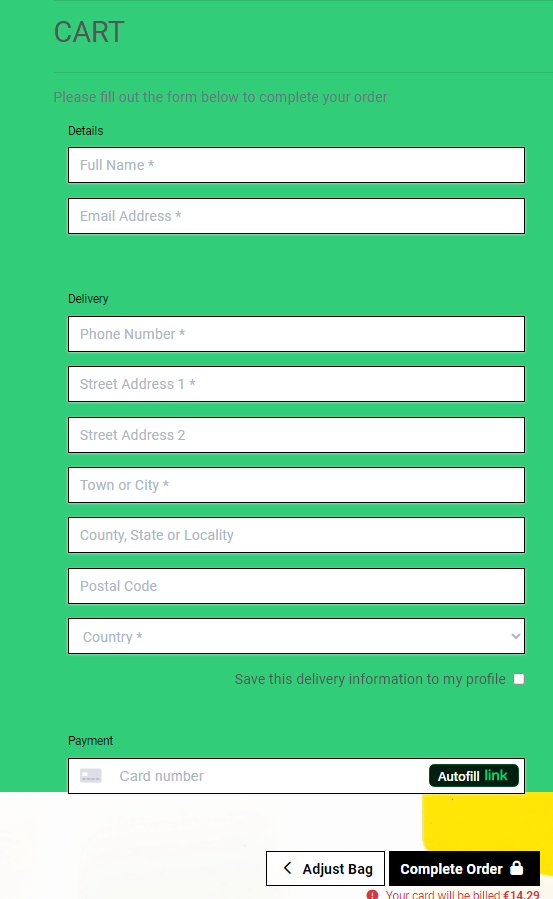 CART
Please fill out the form below to complete your order
Details
Full Name *
Email Address *
Delivery
Phone Number *
Street Address 1 *
Street Address 2
Town or City *
County, State or Locality
Postal Code
Country *
Save this delivery information to my profile
Payment
Card number Autofill link
Adjust Bag Complete Order
Your card will be billed €14.29